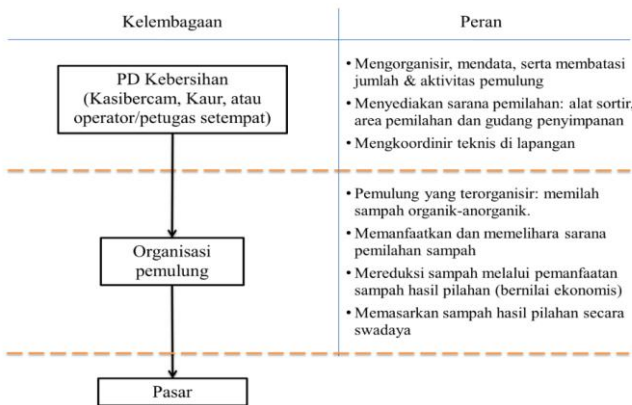 Kelembagaan
Peran
PD Kebersihan
(Kasibercam, Kaur, atau
operator/petugas setempat)
• Mengorganisir, mendata, serta membatasi
jumlah & aktivitas pemulung
• Menyediakan sarana pemilahan: alat sortir,
area pemilahan dan gudang penyimpanan
• Mengkoordinir teknis di lapangan
Organisasi
pemulung
• Pemulung yang terorganisir: memilah
sampah organik-anorganik.
• Memanfaatkan dan memelihara sarana
pemilahan sampah
• Mereduksi sampah melalui pemanfaatan
sampah hasil pilahan (bernilai ekonomis)
• Memasarkan sampah hasil pilahan secara
swadaya
Pasar